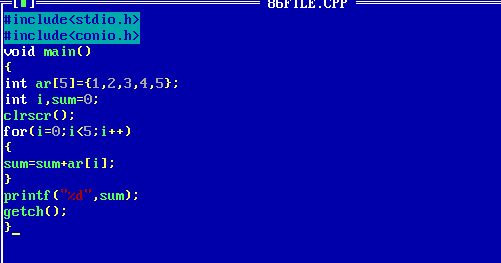 [■] 86FILE.CPP
#include<stdio.h>
#include<conio.h>
void main()
{
int ar[5]={1,2,3,4,5};
int i,sum=0;
clrscr();
for(i=0;i<5;i++)
{
sum=sum+ar[i];
}
printf("%d",sum);
getch();
}_